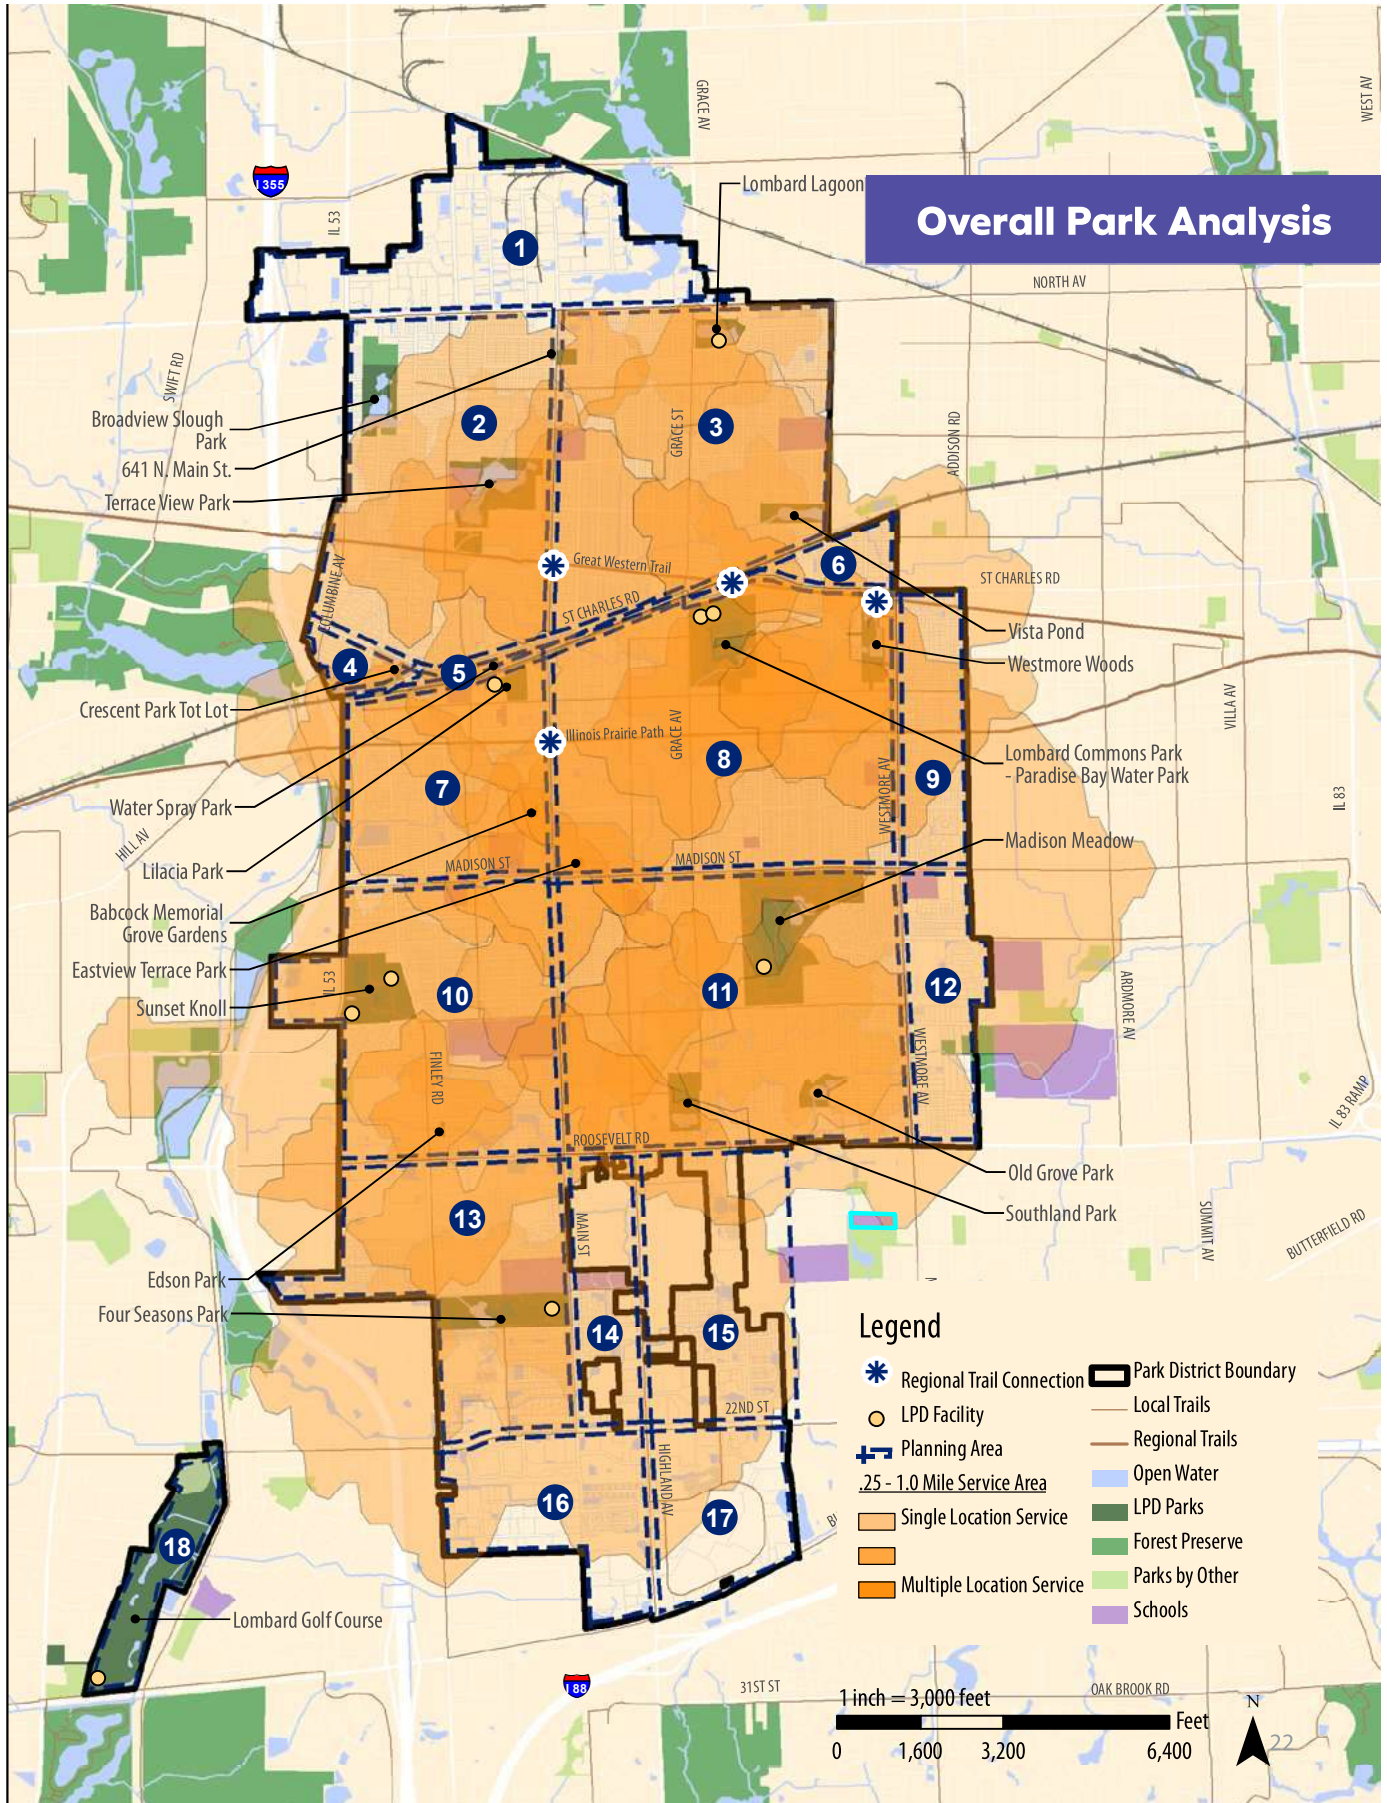 Overall Park Analysis
GRACE AV
WEST AV
I 355
IL 53
Lombard Lagoon
NORTH AV
SWIFT RD
Broadview Slough
Park
641 N. Main St.
Terrace View Park
1
2
3
GRACE ST
ADDISON RD
Great Western Trail
6
ST CHARLES RD
COLUMBINE AV
ST CHARLES RD
Vista Pond
Westmore Woods
4
5
Crescent Park Tot Lot
VILLA AV
Illinois Prairie Path
GRACE AV
8
Lombard Commons Park
- Paradise Bay Water Park
7
9
WESTMORE AV
IL 83
Water Spray Park
HILL AV
Madison Meadow
MADISON ST
MADISON ST
Lilacia Park
Babcock Memorial
Grove Gardens
Eastview Terrace Park
Sunset Knoll
IL 53
10
11
12
ARDMORE AV
FINLEY RD
WESTMORE AV
IL 83 RAMP
ROOSEVELT RD
Old Grove Park
Southland Park
13
MAIN ST
SUMMIT AV
BUTTERFIELD RD
Edson Park
Four Seasons Park
14
15
22ND ST
HIGHLAND AV
16
17
18
Lombard Golf Course
I 88
31ST ST
OAK BROOK RD
Legend
Regional Trail Connection
LPD Facility
Planning Area
.25 - 1.0 Mile Service Area
Single Location Service
Multiple Location Service
Park District Boundary
Local Trails
Regional Trails
Open Water
LPD Parks
Forest Preserve
Parks by Other
Schools
1 inch = 3,000 feet
Feet
0 1,600 3,200 6,400
N
22